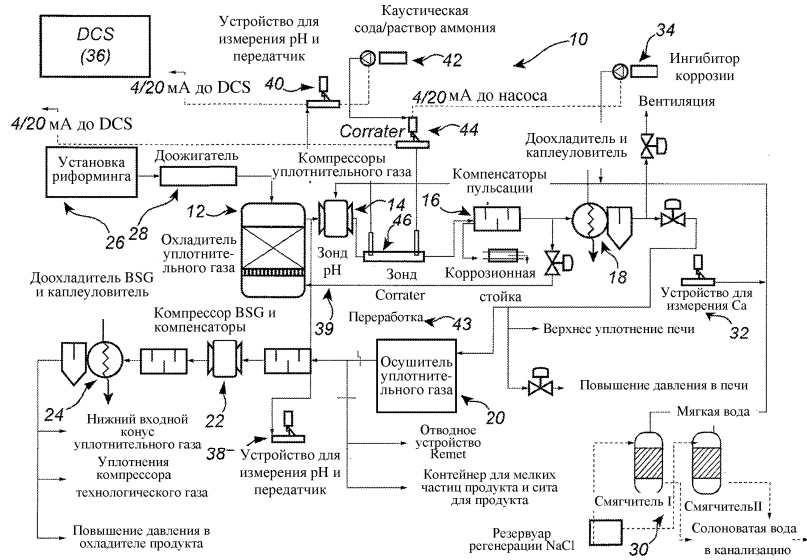 DCS
(36)
Устройство для
измерения pH и
передатчик
40
Каустическая
сода/раствор аммония
42
10
34
Ингибитор
коррозии
4/20 мА до DCS
4/20 мА до насоса
Вентиляция
4/20 мА до DCS
Corrater
44
Установка
риформинга
26
Доожигатель
28
Компрессоры
уплотнительного газа
14
Компенсаторы
пульсации
16
Доохладитель и
каплеуловитель
18
12
Охладитель
уплотните-
льного газа
46
Зонд
pH
Зонд
Corrater
Коррозионная
стойка
39
Доохладитель BSG
и каплеуловитель
Устройство для
измерения Ca
32
Компрессор BSG и
компенсаторы
Переработка
43
Верхнее уплотнение печи
24
22
Осушитель
уплотните-
льного газа
20
Повышение давления в печи
Нижний входной
конус
уплотнительного газа
38
Устройство для
измерения pH и
передатчик
Отводное
устройство
Remet
Мягкая вода
Уплотнения
компрессора
технологического газа
Контейнер для мелких
частиц продукта и сита
для продукта
Смягчитель I
СмягчительII
Повышение давления в
охладителе продукта
Резервуар
регенерации NaCl
30
Солоноватая вода
в канализацию